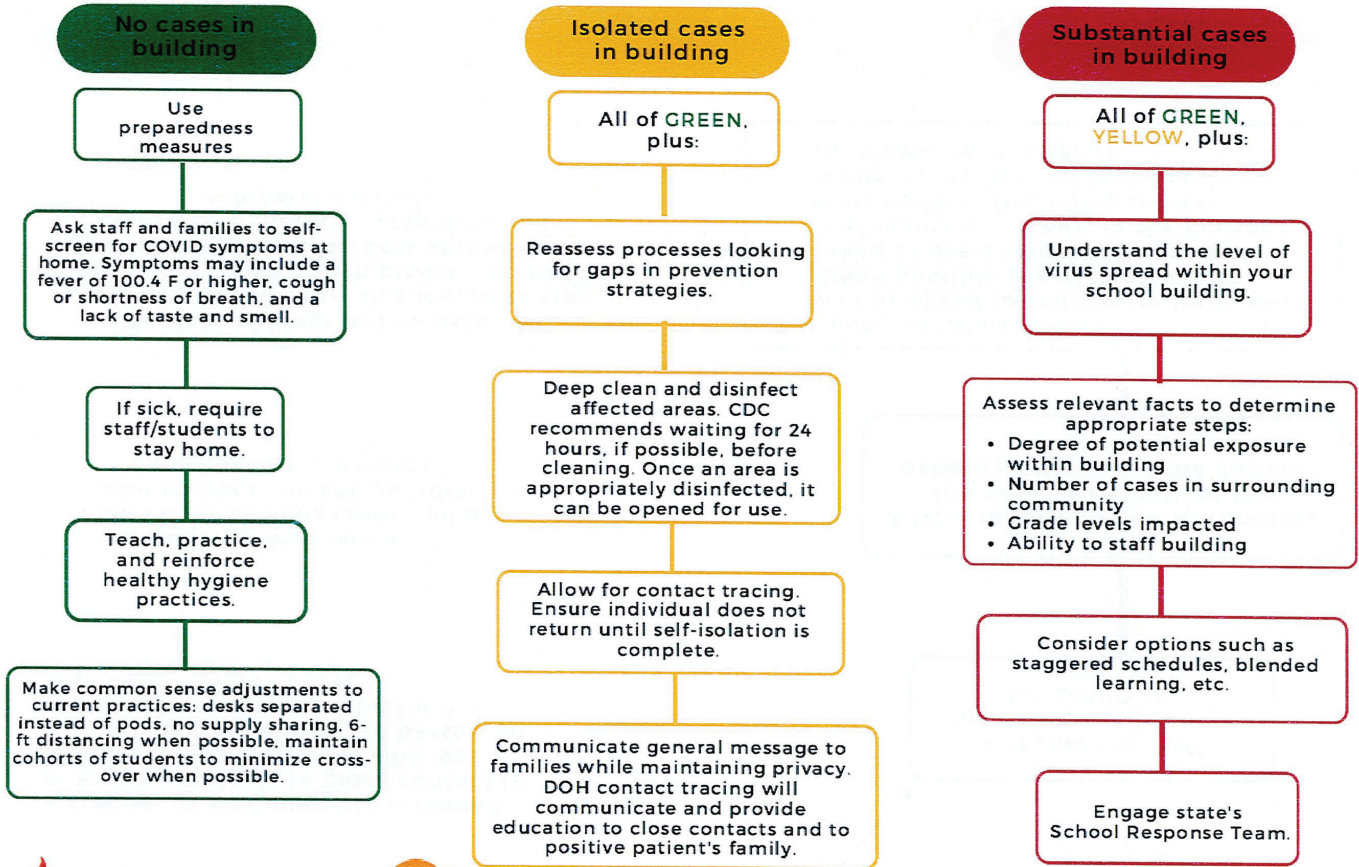 No cases in
building
Use
preparedness
measures
Ask staff and families to self-
screen for COVID symptoms at
home. Symptoms may include a
fever of 100.4 F or higher, cough
or shortness of breath, and a
lack of taste and smell.
If sick, require
staff/students to
stay home.
Teach, practice,
and reinforce
healthy hygiene
practices.
Make common sense adjustments to
current practices: desks separated
instead of pods, no supply sharing, 6-
ft distancing when possible, maintain
cohorts of students to minimize cross-
over when possible.
Isolated cases
in building
All of GREEN,
plus:
Reassess processes looking
for gaps in prevention
strategies.
Deep clean and disinfect
affected areas. CDC
recommends waiting for 24
hours, if possible, before
cleaning. Once an area is
appropriately disinfected, it
can be opened for use.
Allow for contact tracing.
Ensure individual does not
return until self-isolation is
complete.
Communicate general message to
families while maintaining privacy.
DOH contact tracing will
communicate and provide
education to close contacts and to
positive patient's family.
Substantial cases
in building
All of GREEN,
YELLOW, plus:
Understand the level of
virus spread within your
school building.
Assess relevant facts to determine
appropriate steps:
• Degree of potential exposure
within building
• Number of cases in surrounding
community
• Grade levels impacted
• Ability to staff building
Consider options such as
staggered schedules, blended
learning, etc.
Engage state's
School Response Team.